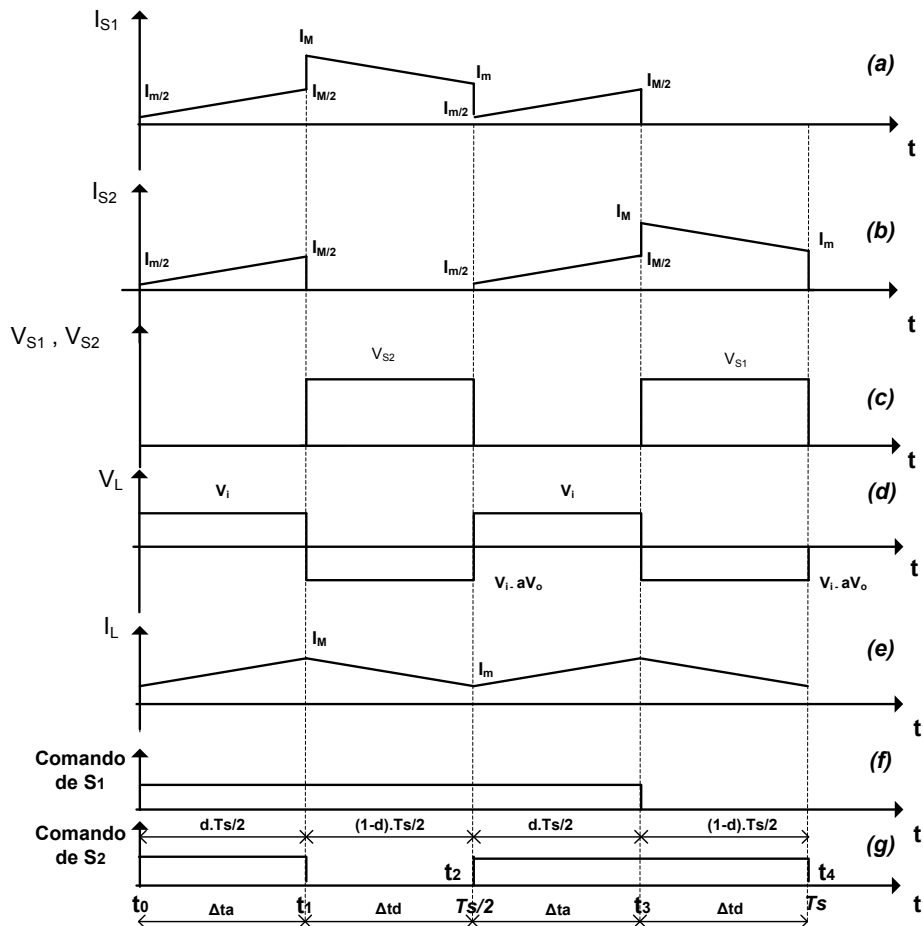 I_S1
I_M
I_m
(a)
I_m/2
I_M/2
I_m/2
I_M/2
t
I_S2
I_M
I_m
(b)
I_m/2
I_M/2
I_m/2
I_M/2
t
V_S1 , V_S2
V_S2
V_S1
(c)
t
V_L
V_i
V_i
(d)
t
V_i - aV_o
V_i - aV_o
I_L
I_M
I_m
(e)
t
Comando de S1
(f)
t
d.Ts/2
(1-d).Ts/2
d.Ts/2
(1-d).Ts/2
Comando de S2
(g)
t2
t4
t0
t1
Ts/2
t3
Ts
t
Δta
Δtd
Δta
Δtd